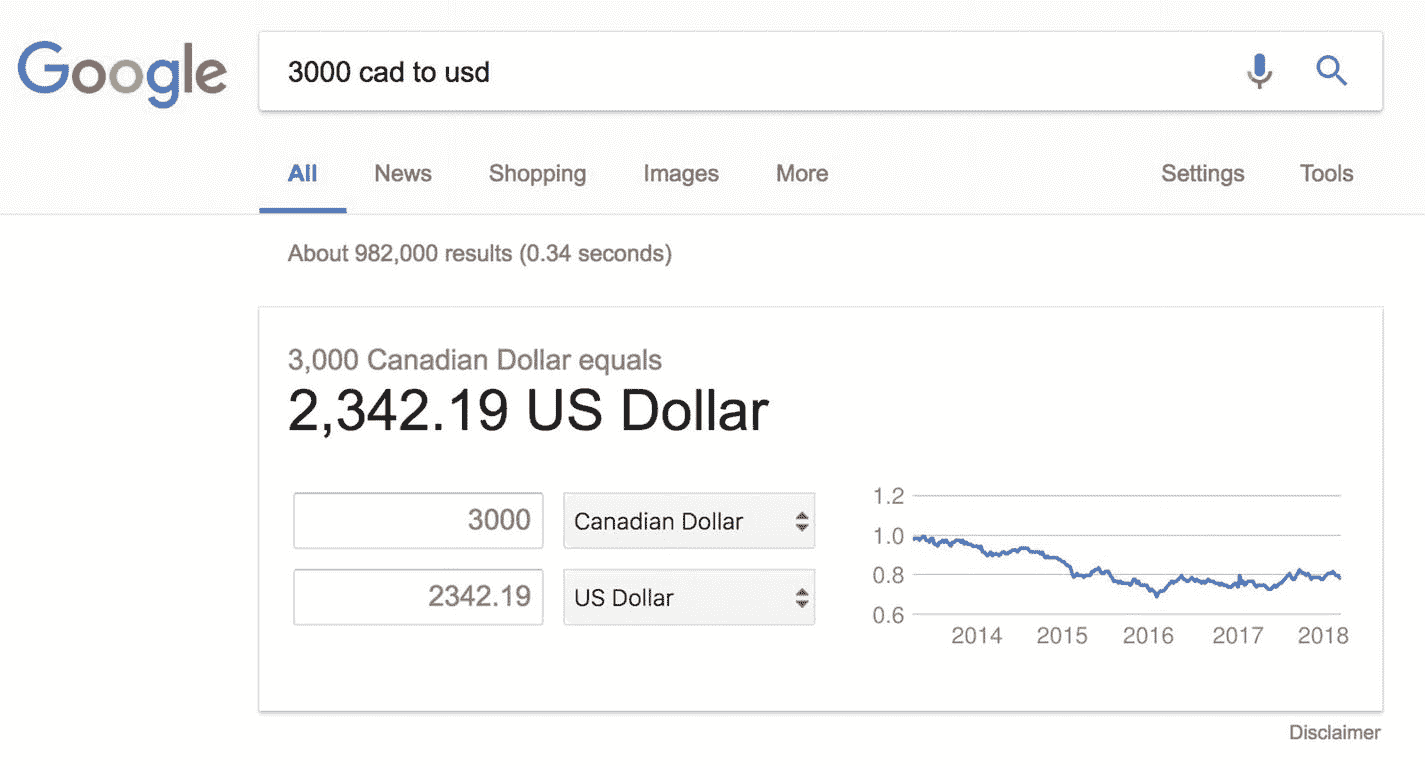 Google 3000 cad to usd
All News Shopping Images More Settings Tools
About 982,000 results (0.34 seconds)
3,000 Canadian Dollar equals
2,342.19 US Dollar
3000 Canadian Dollar
2342.19 US Dollar
1.2
1.0
0.8
0.6
2014 2015 2016 2017 2018
Disclaimer